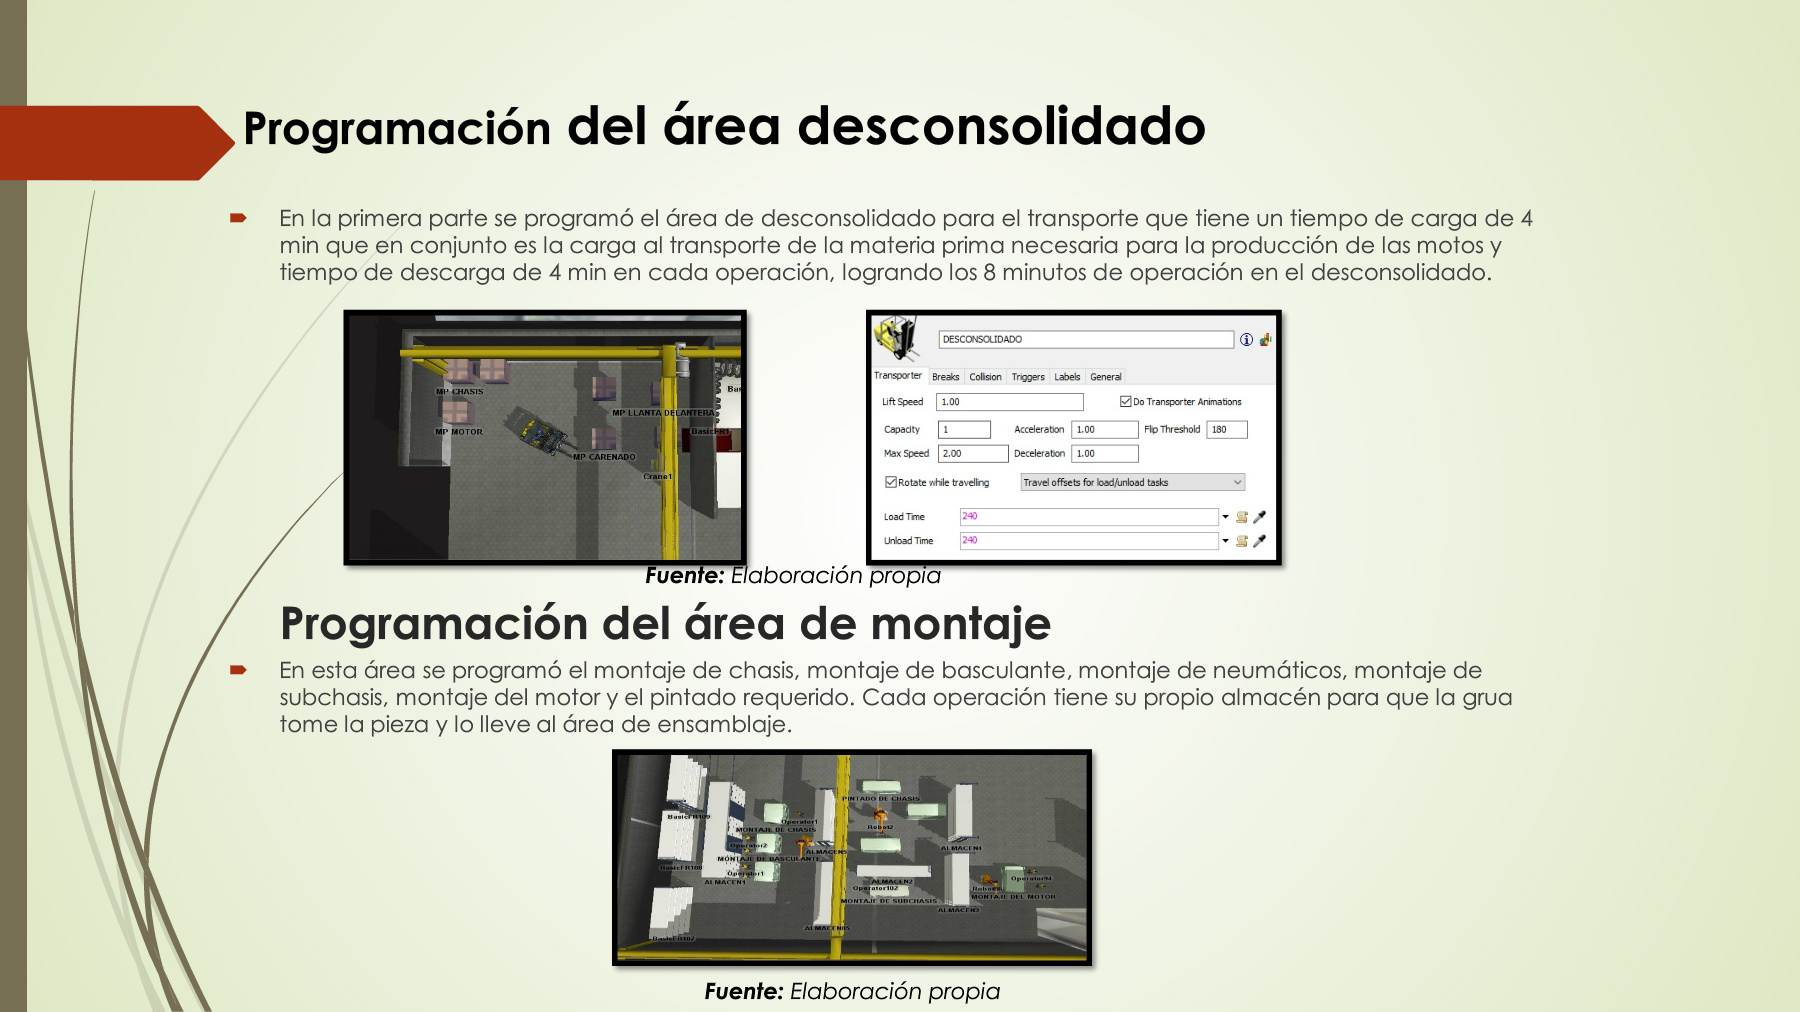 Programación del área desconsolidado
En la primera parte se programó el área de desconsolidado para el transporte que tiene un tiempo de carga de 4
min que en conjunto es la carga al transporte de la materia prima necesaria para la producción de las motos y
tiempo de descarga de 4 min en cada operación, logrando los 8 minutos de operación en el desconsolidado.
MP CHASIS
MP MOTOR
MP LLANTA DELANTERA
BasicFR1
MP CARENADO
Crane1
DESCONSOLIDADO
Transporter Breaks Collision Triggers Labels General
Lift Speed 1.00 Do Transporter Animations
Capacity 1 Acceleration 1.00 Flip Threshold 180
Max Speed 2.00 Deceleration 1.00
Rotate while travelling Travel offsets for load/unload tasks
Load Time 240
Unload Time 240
Fuente: Elaboración propia
Programación del área de montaje
En esta área se programó el montaje de chasis, montaje de basculante, montaje de neumáticos, montaje de
subchasis, montaje del motor y el pintado requerido. Cada operación tiene su propio almacén para que la grua
tome la pieza y lo lleve al área de ensamblaje.
PINTADO DE CHASIS
BasicFR109
Operator1
MONTAJE DE CHASIS
Robot2
Operator2
ALMACEN5
ALMACEN4
MONTAJE DE BASCULANTE
BasicFR108
Operator1
ALMACEN1
ALMACEN2
Operator102
MONTAJE DE SUBCHASIS
MONTAJE DEL MOTOR
ALMACEN3
BasicFR107
Fuente: Elaboración propia